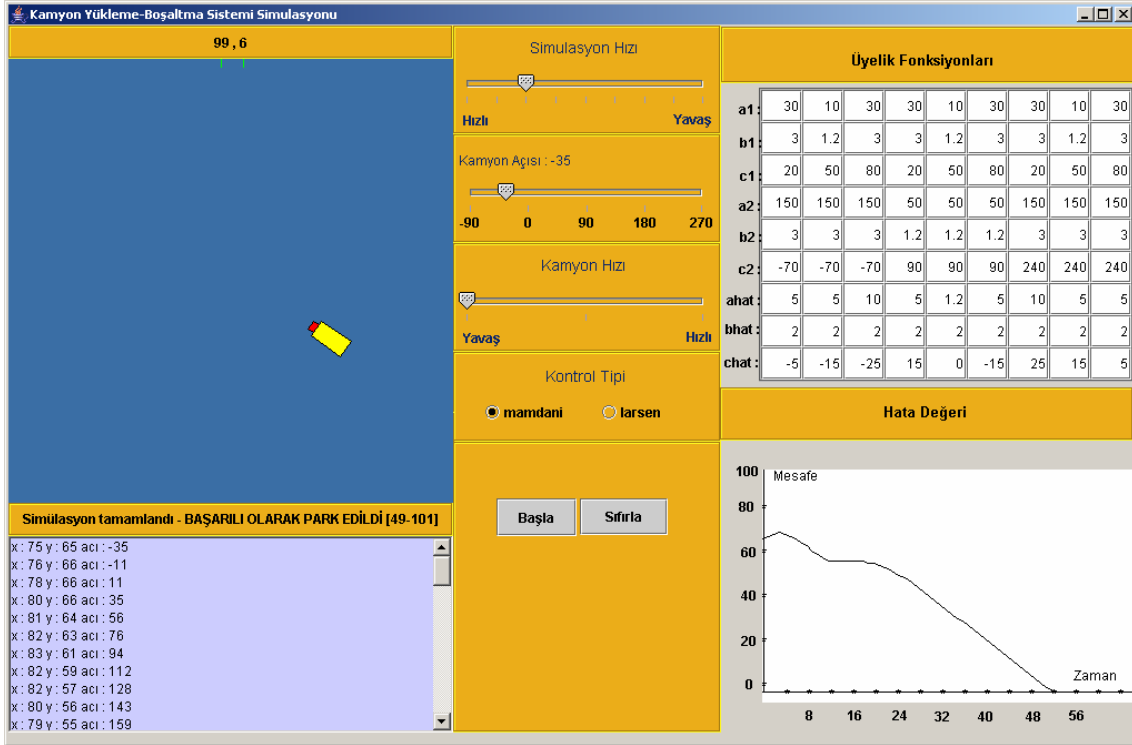 Kamyon Yükleme-Boşaltma Sistemi Simulasyonu
99 , 6
Simülasyon tamamlandı - BAŞARILI OLARAK PARK EDİLDİ [49-101]
x : 75 y : 65 acı : -35
x : 76 y : 66 acı : -11
x : 78 y : 66 acı : 11
x : 80 y : 66 acı : 35
x : 81 y : 64 acı : 56
x : 82 y : 63 acı : 76
x : 83 y : 61 acı : 94
x : 82 y : 59 acı : 112
x : 82 y : 57 acı : 128
x : 80 y : 56 acı : 143
x : 79 y : 55 acı : 159
Simulasyon Hızı
Hızlı Yavaş
Kamyon Açısı : -35
-90 0 90 180 270
Kamyon Hızı
Yavaş Hızlı
Kontrol Tipi
mamdani larsen
Başla Sıfırla
Üyelik Fonksiyonları
a1 : 30 10 30 30 10 30 30 10 30
b1 : 3 1.2 3 3 1.2 3 3 1.2 3
c1 : 20 50 80 20 50 80 20 50 80
a2 : 150 150 150 50 50 50 150 150 150
b2 : 3 3 3 1.2 1.2 1.2 3 3 3
c2 : -70 -70 -70 90 90 90 240 240 240
ahat : 5 5 10 5 1.2 5 10 5 5
bhat : 2 2 2 2 2 2 2 2 2
chat : -5 -15 -25 15 0 -15 25 15 5
Hata Değeri
100 Mesafe
80
60
40
20
0 Zaman
8 16 24 32 40 48 56